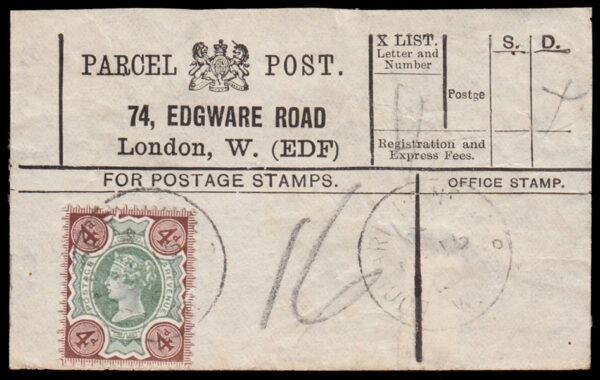 PARCEL POST.
74, EDGWARE ROAD
London, W. (EDF)
X LIST.
Letter and
Number
Postge
S. D.
Registration and
Express Fees.
FOR POSTAGE STAMPS.
OFFICE STAMP.
4D 4D
POSTAGE & REVENUE
4D 4D
16